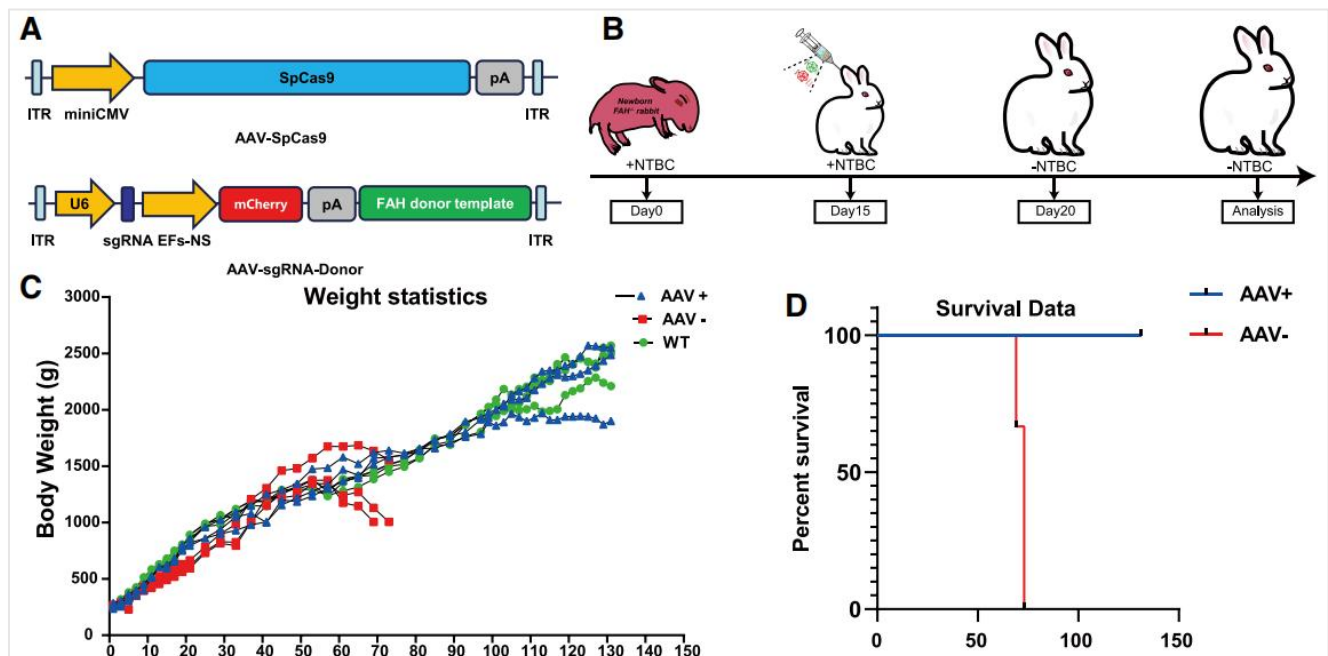 A
SpCas9
pA
ITR
miniCMV
ITR
AAV-SpCas9
U6
mCherry
pA
FAH donor template
ITR
sgRNA EFs-NS
ITR
AAV-sgRNA-Donor
B
Newborn
FAH-/- rabbit
+NTBC
+NTBC
-NTBC
-NTBC
Day0
Day15
Day20
Analysis
C
Weight statistics
AAV +
AAV -
WT
Body Weight (g)
3000
2500
2000
1500
1000
500
0
0 10 20 30 40 50 60 70 80 90 100 110 120 130 140 150
D
Survival Data
AAV+
AAV-
Percent survival
100
50
0
0 50 100 150